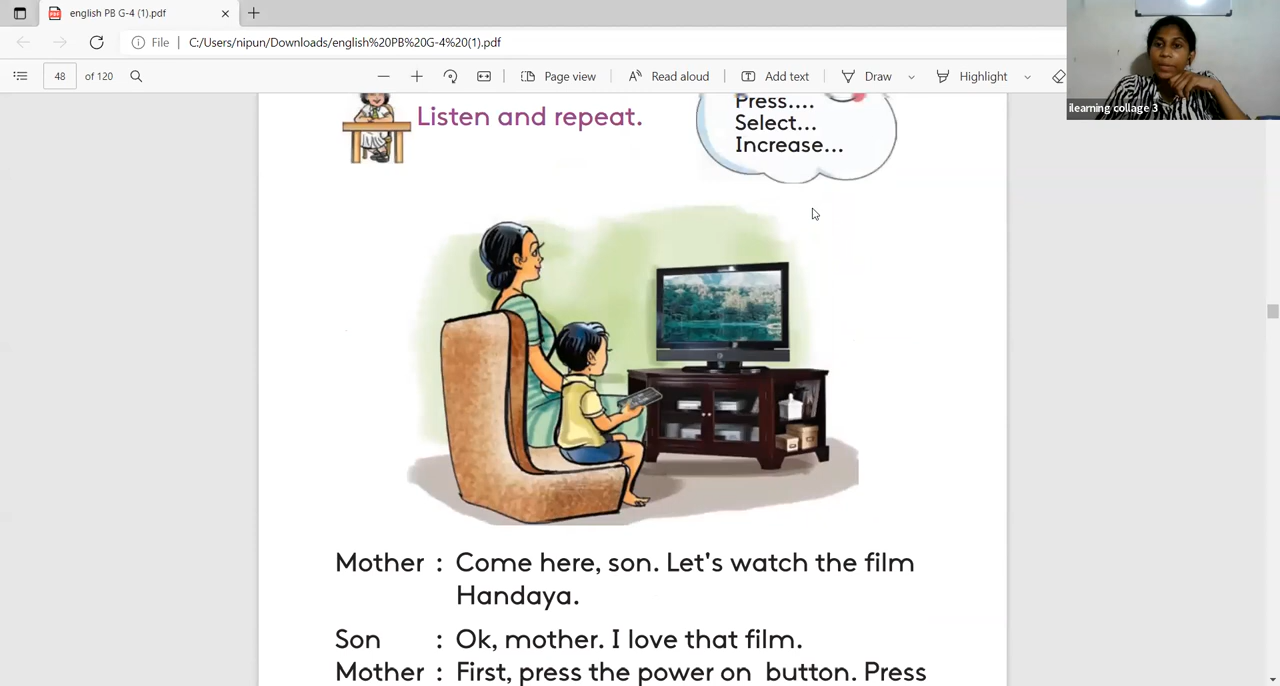 english PB G-4 (1).pdf
File C:/Users/nipun/Downloads/english%20PB%20G-4%20(1).pdf
48 of 120 Page view Read aloud Add text Draw Highlight
ilearning collage 3
Press....
Listen and repeat.
Select...
Increase...
Mother : Come here, son. Let's watch the film
Handaya.
Son : Ok, mother. I love that film.
Mother : First, press the power on button. Press